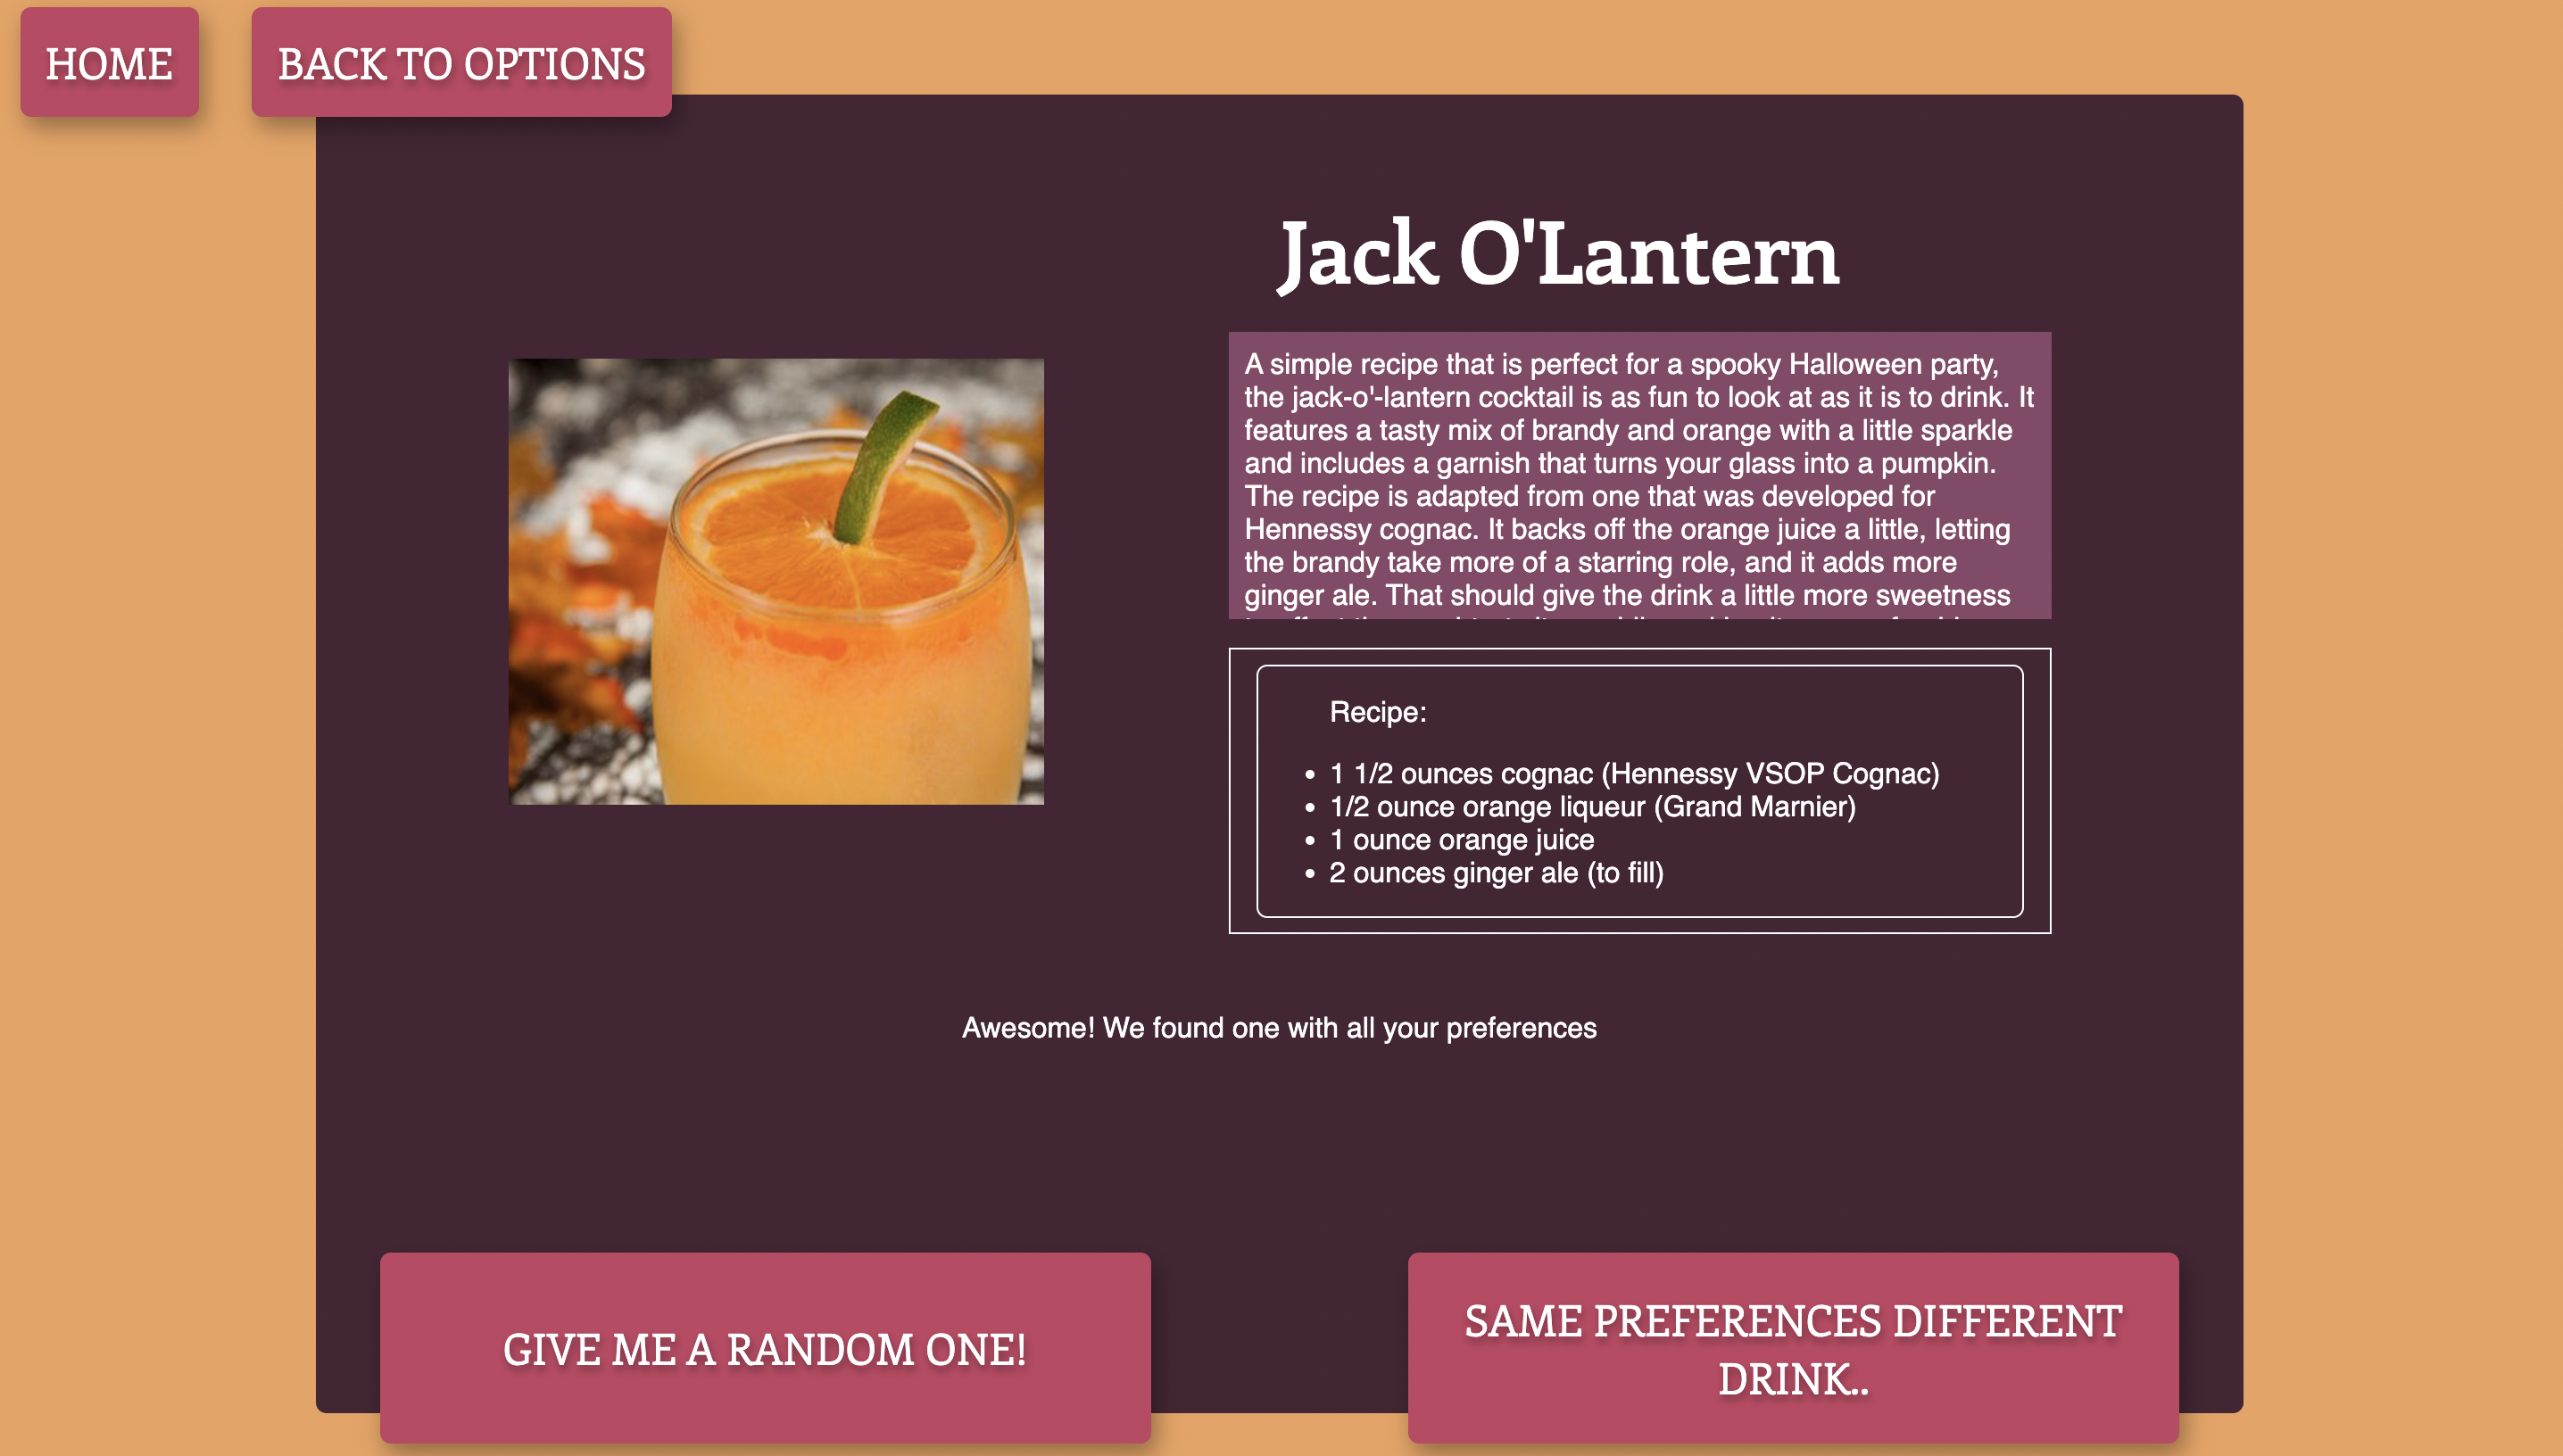 HOME
BACK TO OPTIONS
Jack O'Lantern
A simple recipe that is perfect for a spooky Halloween party,
the jack-o'-lantern cocktail is as fun to look at as it is to drink. It
features a tasty mix of brandy and orange with a little sparkle
and includes a garnish that turns your glass into a pumpkin.
The recipe is adapted from one that was developed for
Hennessy cognac. It backs off the orange juice a little, letting
the brandy take more of a starring role, and it adds more
ginger ale. That should give the drink a little more sweetness
Recipe:
• 1 1/2 ounces cognac (Hennessy VSOP Cognac)
• 1/2 ounce orange liqueur (Grand Marnier)
• 1 ounce orange juice
• 2 ounces ginger ale (to fill)
Awesome! We found one with all your preferences
GIVE ME A RANDOM ONE!
SAME PREFERENCES DIFFERENT
DRINK..